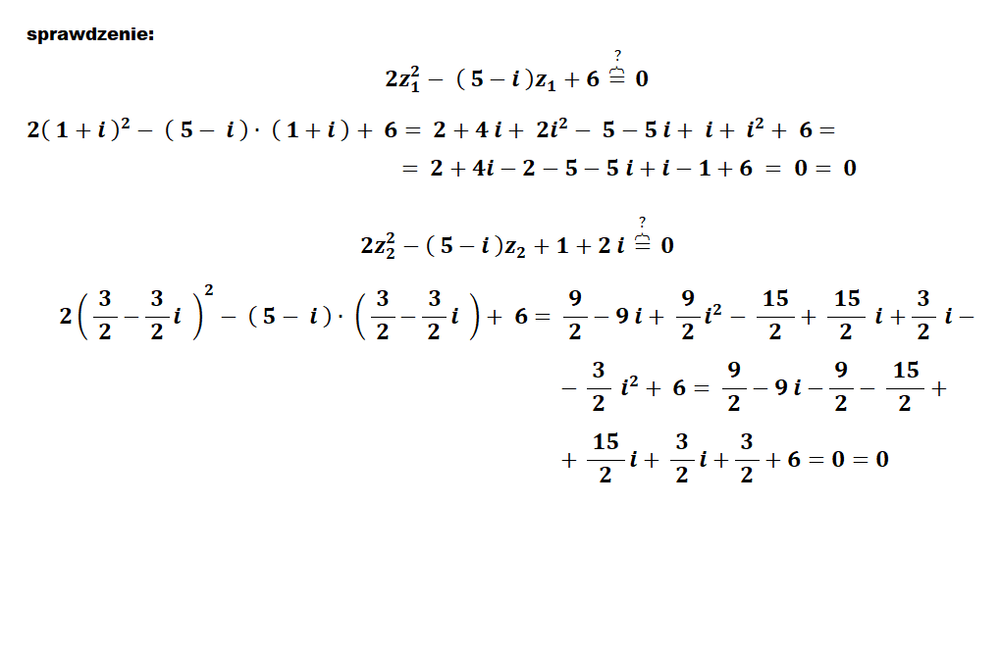 sprawdzenie:
2z₁² − (5 − i)z₁ + 6 ≟ 0
2(1 + i)² − (5 − i)· (1 + i) + 6 = 2 + 4i + 2i² − 5 − 5i + i + i² + 6 =
= 2 + 4i − 2 − 5 − 5i + i − 1 + 6 = 0 = 0
2z₂² − (5 − i)z₂ + 1 + 2i ≟ 0
2(3/2 − 3/2 i)² − (5 − i)· (3/2 − 3/2 i) + 6 = 9/2 − 9i + 9/2 i² − 15/2 + 15/2 i + 3/2 i −
− 3/2 i² + 6 = 9/2 − 9i − 9/2 − 15/2 +
+ 15/2 i + 3/2 i + 3/2 + 6 = 0 = 0